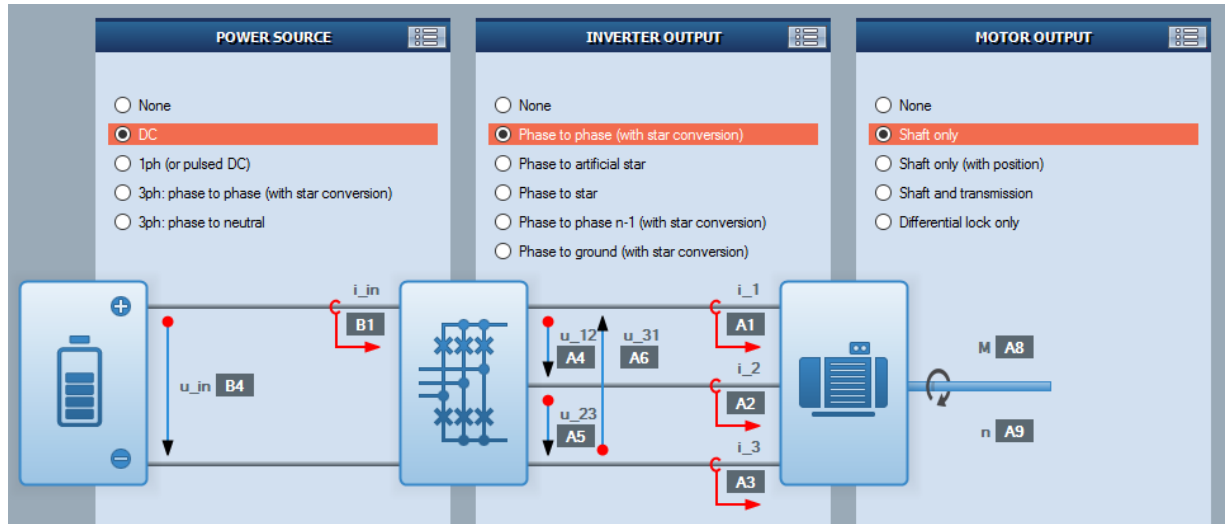 POWER SOURCE
None
DC
1ph (or pulsed DC)
3ph: phase to phase (with star conversion)
3ph: phase to neutral
INVERTER OUTPUT
None
Phase to phase (with star conversion)
Phase to artificial star
Phase to star
Phase to phase n-1 (with star conversion)
Phase to ground (with star conversion)
MOTOR OUTPUT
None
Shaft only
Shaft only (with position)
Shaft and transmission
Differential lock only
i_in
B1
u_in B4
u_12
A4
u_31
A6
u_23
A5
i_1
A1
i_2
A2
i_3
A3
M A8
n A9